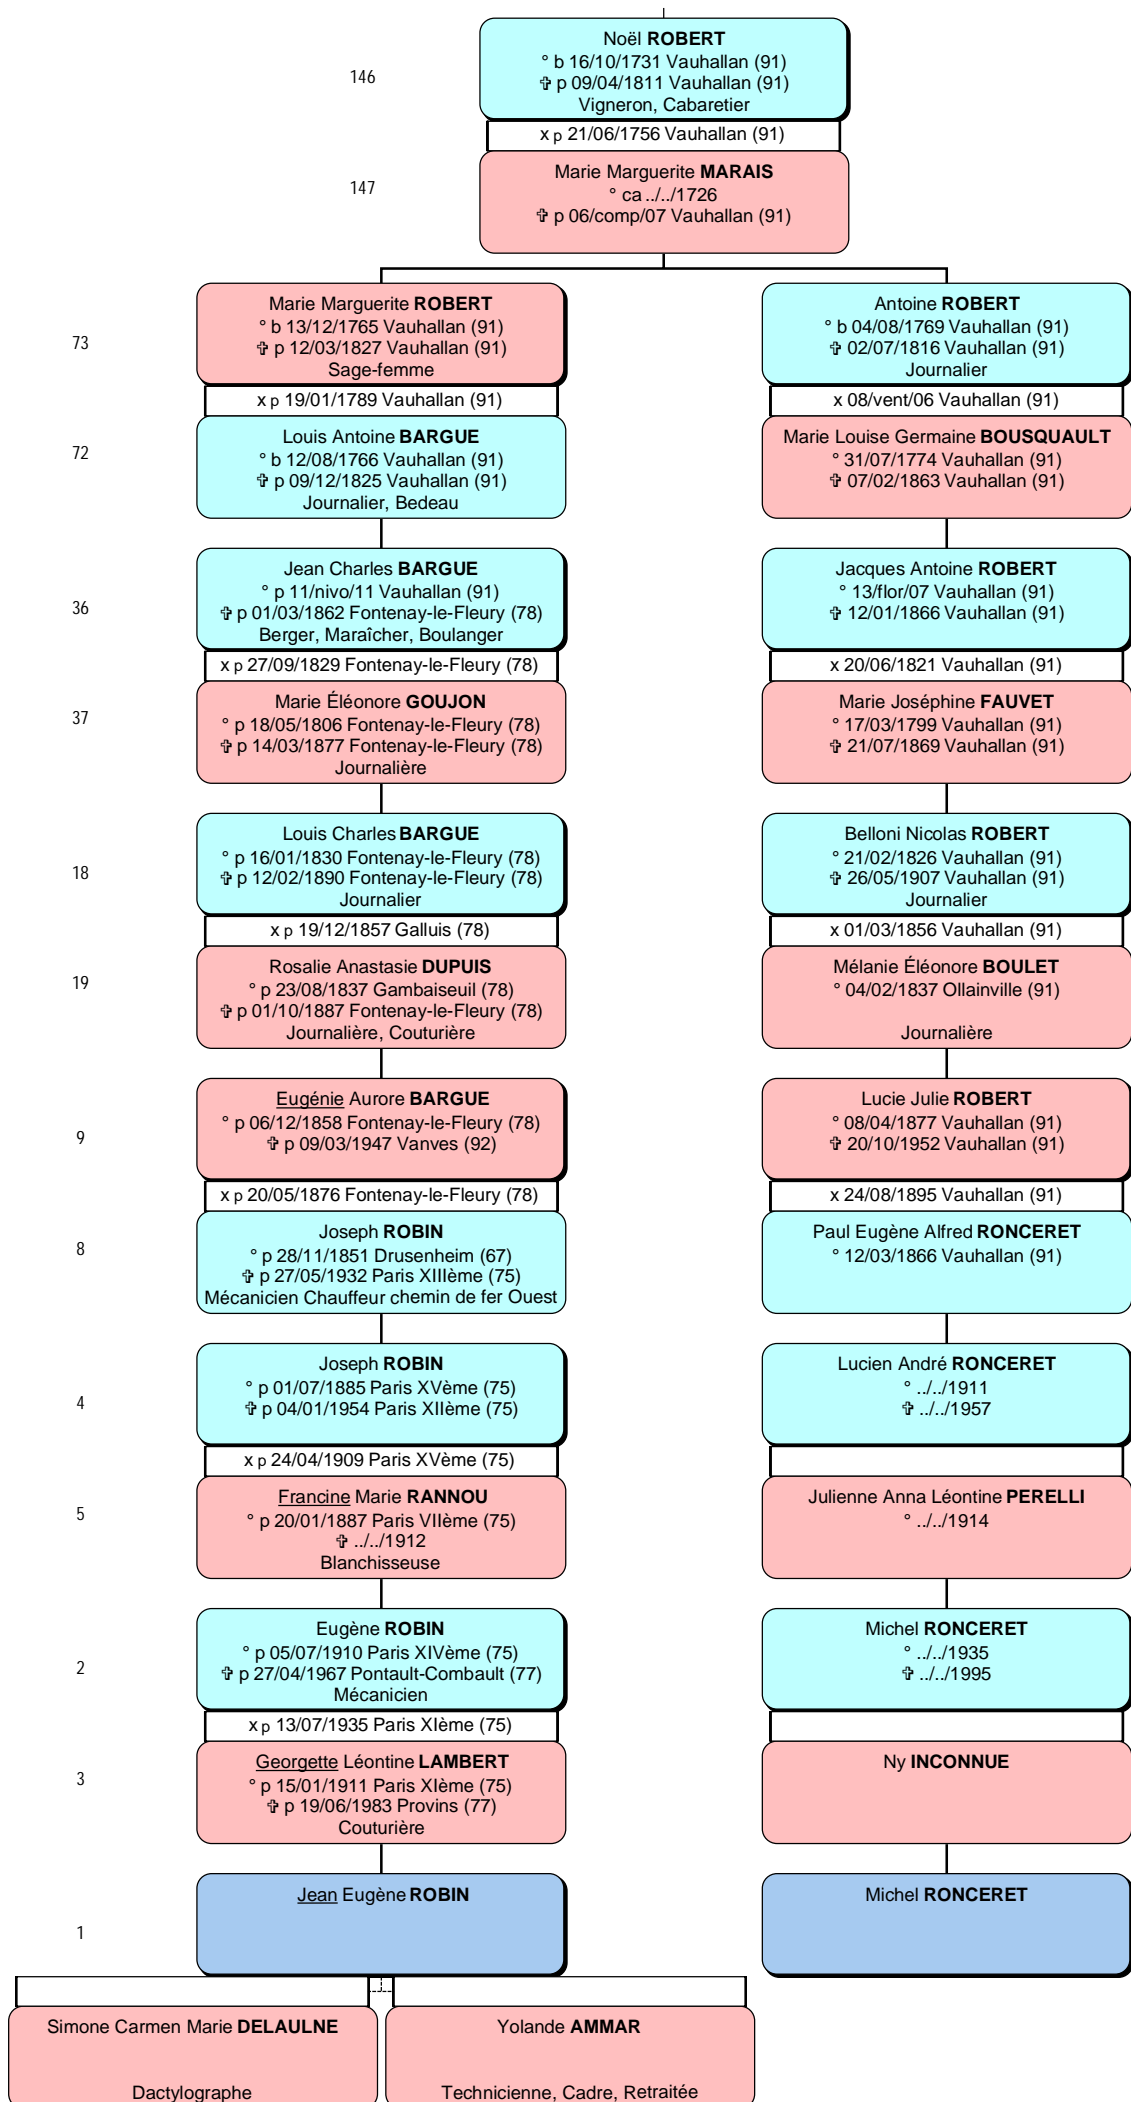 Noël ROBERT
° b 16/10/1731 Vauhallan (91)
146
✞ p 09/04/1811 Vauhallan (91)
Vigneron, Cabaretier
x p 21/06/1756 Vauhallan (91)
Marie Marguerite MARAIS
147
° ca ../../1726
✞ p 06/comp/07 Vauhallan (91)
Marie Marguerite ROBERT
° b 13/12/1765 Vauhallan (91)
73
✞ p 12/03/1827 Vauhallan (91)
Sage-femme
x p 19/01/1789 Vauhallan (91)
Louis Antoine BARGUE
72
° b 12/08/1766 Vauhallan (91)
✞ p 09/12/1825 Vauhallan (91)
Journalier, Bedeau
Antoine ROBERT
° b 04/08/1769 Vauhallan (91)
✞ 02/07/1816 Vauhallan (91)
Journalier
x 08/vent/06 Vauhallan (91)
Marie Louise Germaine BOUSQUAULT
° 31/07/1774 Vauhallan (91)
✞ 07/02/1863 Vauhallan (91)
Jean Charles BARGUE
° p 11/nivo/11 Vauhallan (91)
36
✞ p 01/03/1862 Fontenay-le-Fleury (78)
Berger, Maraîcher, Boulanger
x p 27/09/1829 Fontenay-le-Fleury (78)
Marie Éléonore GOUJON
37
° p 18/05/1806 Fontenay-le-Fleury (78)
✞ p 14/03/1877 Fontenay-le-Fleury (78)
Journalière
Jacques Antoine ROBERT
° 13/flor/07 Vauhallan (91)
✞ 12/01/1866 Vauhallan (91)
x 20/06/1821 Vauhallan (91)
Marie Joséphine FAUVET
° 17/03/1799 Vauhallan (91)
✞ 21/07/1869 Vauhallan (91)
Louis Charles BARGUE
° p 16/01/1830 Fontenay-le-Fleury (78)
18
✞ p 12/02/1890 Fontenay-le-Fleury (78)
Journalier
x p 19/12/1857 Galluis (78)
Rosalie Anastasie DUPUIS
19
° p 23/08/1837 Gambaiseuil (78)
✞ p 01/10/1887 Fontenay-le-Fleury (78)
Journalière, Couturière
Belloni Nicolas ROBERT
° 21/02/1826 Vauhallan (91)
✞ 26/05/1907 Vauhallan (91)
Journalier
x 01/03/1856 Vauhallan (91)
Mélanie Éléonore BOULET
° 04/02/1837 Ollainville (91)
Journalière
Eugénie Aurore BARGUE
° p 06/12/1858 Fontenay-le-Fleury (78)
9
✞ p 09/03/1947 Vanves (92)
x p 20/05/1876 Fontenay-le-Fleury (78)
Joseph ROBIN
8
° p 28/11/1851 Drusenheim (67)
✞ p 27/05/1932 Paris XIIIème (75)
Mécanicien Chauffeur chemin de fer Ouest
Lucie Julie ROBERT
° 08/04/1877 Vauhallan (91)
✞ 20/10/1952 Vauhallan (91)
x 24/08/1895 Vauhallan (91)
Paul Eugène Alfred RONCERET
° 12/03/1866 Vauhallan (91)
Joseph ROBIN
° p 01/07/1885 Paris XVème (75)
4
✞ p 04/01/1954 Paris XIIème (75)
x p 24/04/1909 Paris XVème (75)
Francine Marie RANNOU
5
° p 20/01/1887 Paris VIIème (75)
✞ ../../1912
Blanchisseuse
Lucien André RONCERET
° ../../1911
✞ ../../1957
Julienne Anna Léontine PERELLI
° ../../1914
Eugène ROBIN
° p 05/07/1910 Paris XIVème (75)
2
✞ p 27/04/1967 Pontault-Combault (77)
Mécanicien
x p 13/07/1935 Paris XIème (75)
Georgette Léontine LAMBERT
3
° p 15/01/1911 Paris XIème (75)
✞ p 19/06/1983 Provins (77)
Couturière
Michel RONCERET
° ../../1935
✞ ../../1995
Ny INCONNUE
Jean Eugène ROBIN
1
Michel RONCERET
Simone Carmen Marie DELAULNE
Dactylographe
Yolande AMMAR
Technicienne, Cadre, Retraitée